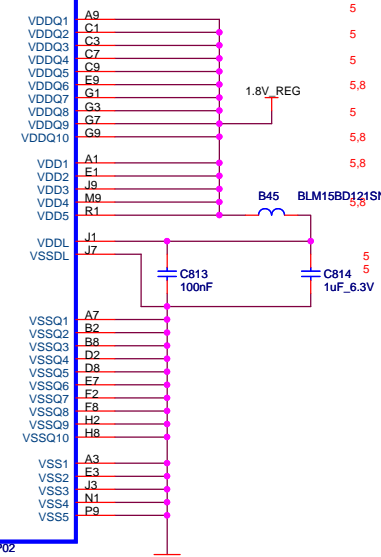 VDDQ1 A9 5
VDDQ2 C1
VDDQ3 C3 5
VDDQ4 C7
VDDQ5 C9 5
VDDQ6 E9 5,8
VDDQ7 G1 1.8V_REG
VDDQ8 G3 5
VDDQ9 G7
VDDQ10 G9 5,8
VDD1 A1 5,8
VDD2 E1
VDD3 J9
VDD4 M9 B45 BLM15BD121SN
VDD5 R1 5,8
VDDL J1
VSSDL J7 5
5
C813 C814
100nF 1uF_6.3V
VSSQ1 A7
VSSQ2 B2
VSSQ3 B8
VSSQ4 D2
VSSQ5 D8
VSSQ6 E7
VSSQ7 F2
VSSQ8 F8
VSSQ9 H2
VSSQ10 H8
VSS1 A3
VSS2 E3
VSS3 J3
VSS4 N1
VSS5 P9
P02